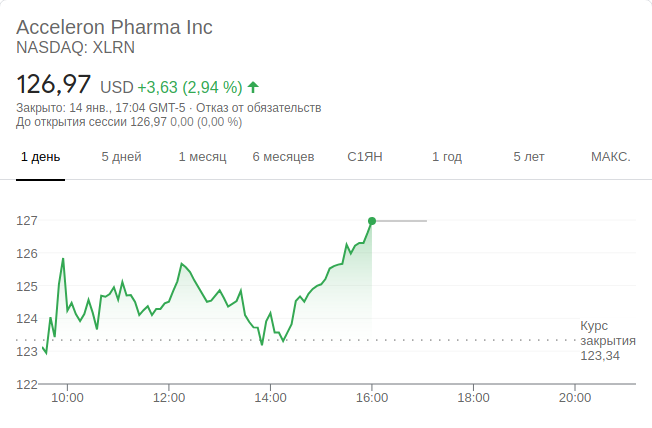 Acceleron Pharma Inc
NASDAQ: XLRN
126,97 USD +3,63 (2,94 %)
Закрыто: 14 янв., 17:04 GMT-5 · Отказ от обязательств
До открытия сессии 126,97 0,00 (0,00 %)
1 день 5 дней 1 месяц 6 месяцев С1ЯН 1 год 5 лет МАКС.
127
126
125
124
123
122
Курс
закрытия
123,34
10:00 12:00 14:00 16:00 18:00 20:00